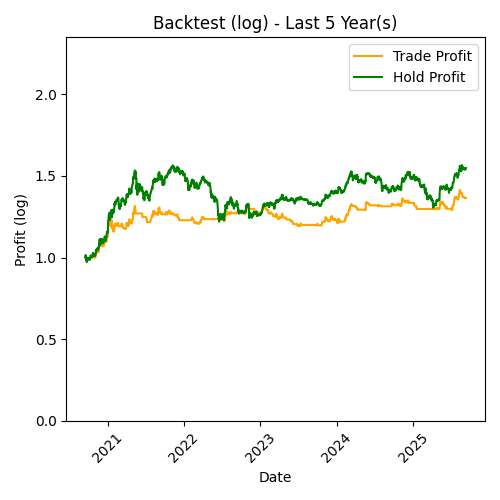 Backtest (log) - Last 5 Year(s)
Trade Profit
Hold Profit
Profit (log)
2.0
1.5
1.0
0.5
0.0
2021
2022
2023
2024
2025
Date